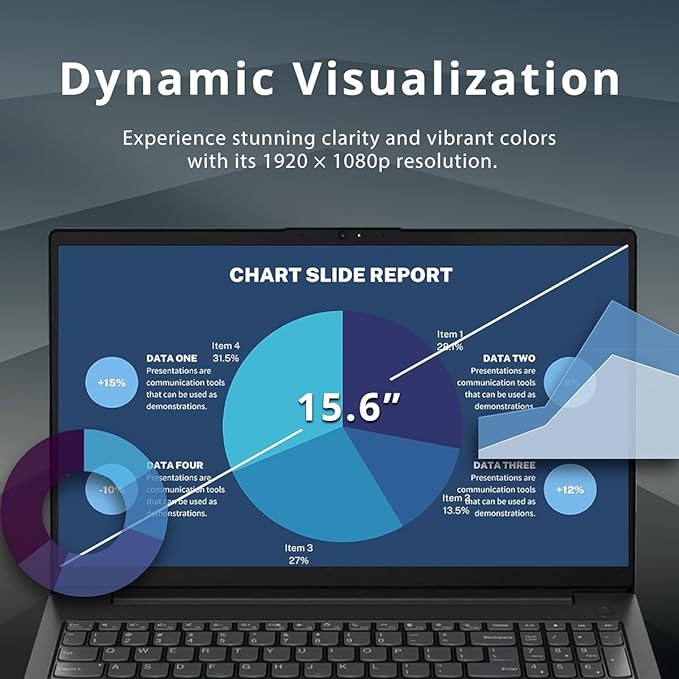 Dynamic Visualization
Experience stunning clarity and vibrant colors
with its 1920 × 1080p resolution.
CHART SLIDE REPORT
Item 4
31.5%
Item 1
28.1%
DATA ONE
Presentations are
communication tools
that can be used as
demonstrations.
+15%
DATA TWO
Presentations are
communication tools
that can be used as
demonstrations.
15.6”
DATA FOUR
Presentations are
communication tools
that can be used as
demonstrations.
-10%
DATA THREE
Presentations are
communication tools
that can be used as
demonstrations.
+12%
Item
13.5%
Item 3
27%
Backspace
Q W E R T Y U I O P
A S D F G H J K L
Enter